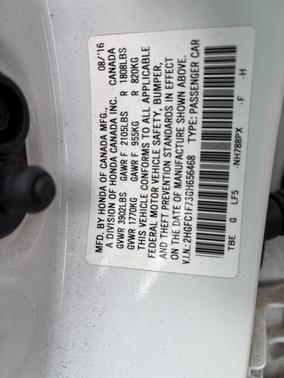 MFD. BY HONDA OF CANADA MFG. 08/'16
A DIVISION OF HONDA CANADA INC. CANADA
GVWR 3902LBS GAWR F 2105LBS R 1808LBS
GVWR 1770KG GAWR F 955KG R 820KG
THIS VEHICLE CONFORMS TO ALL APPLICABLE
FEDERAL MOTOR VEHICLE SAFETY, BUMPER,
AND THEFT PREVENTION STANDARDS IN EFFECT
ON THE DATE OF MANUFACTURE SHOWN ABOVE.
V.I.N.: 2HGFC1F73GH656468 TYPE: PASSENGER CAR
TBE G LF5 -NH788PX -F -H